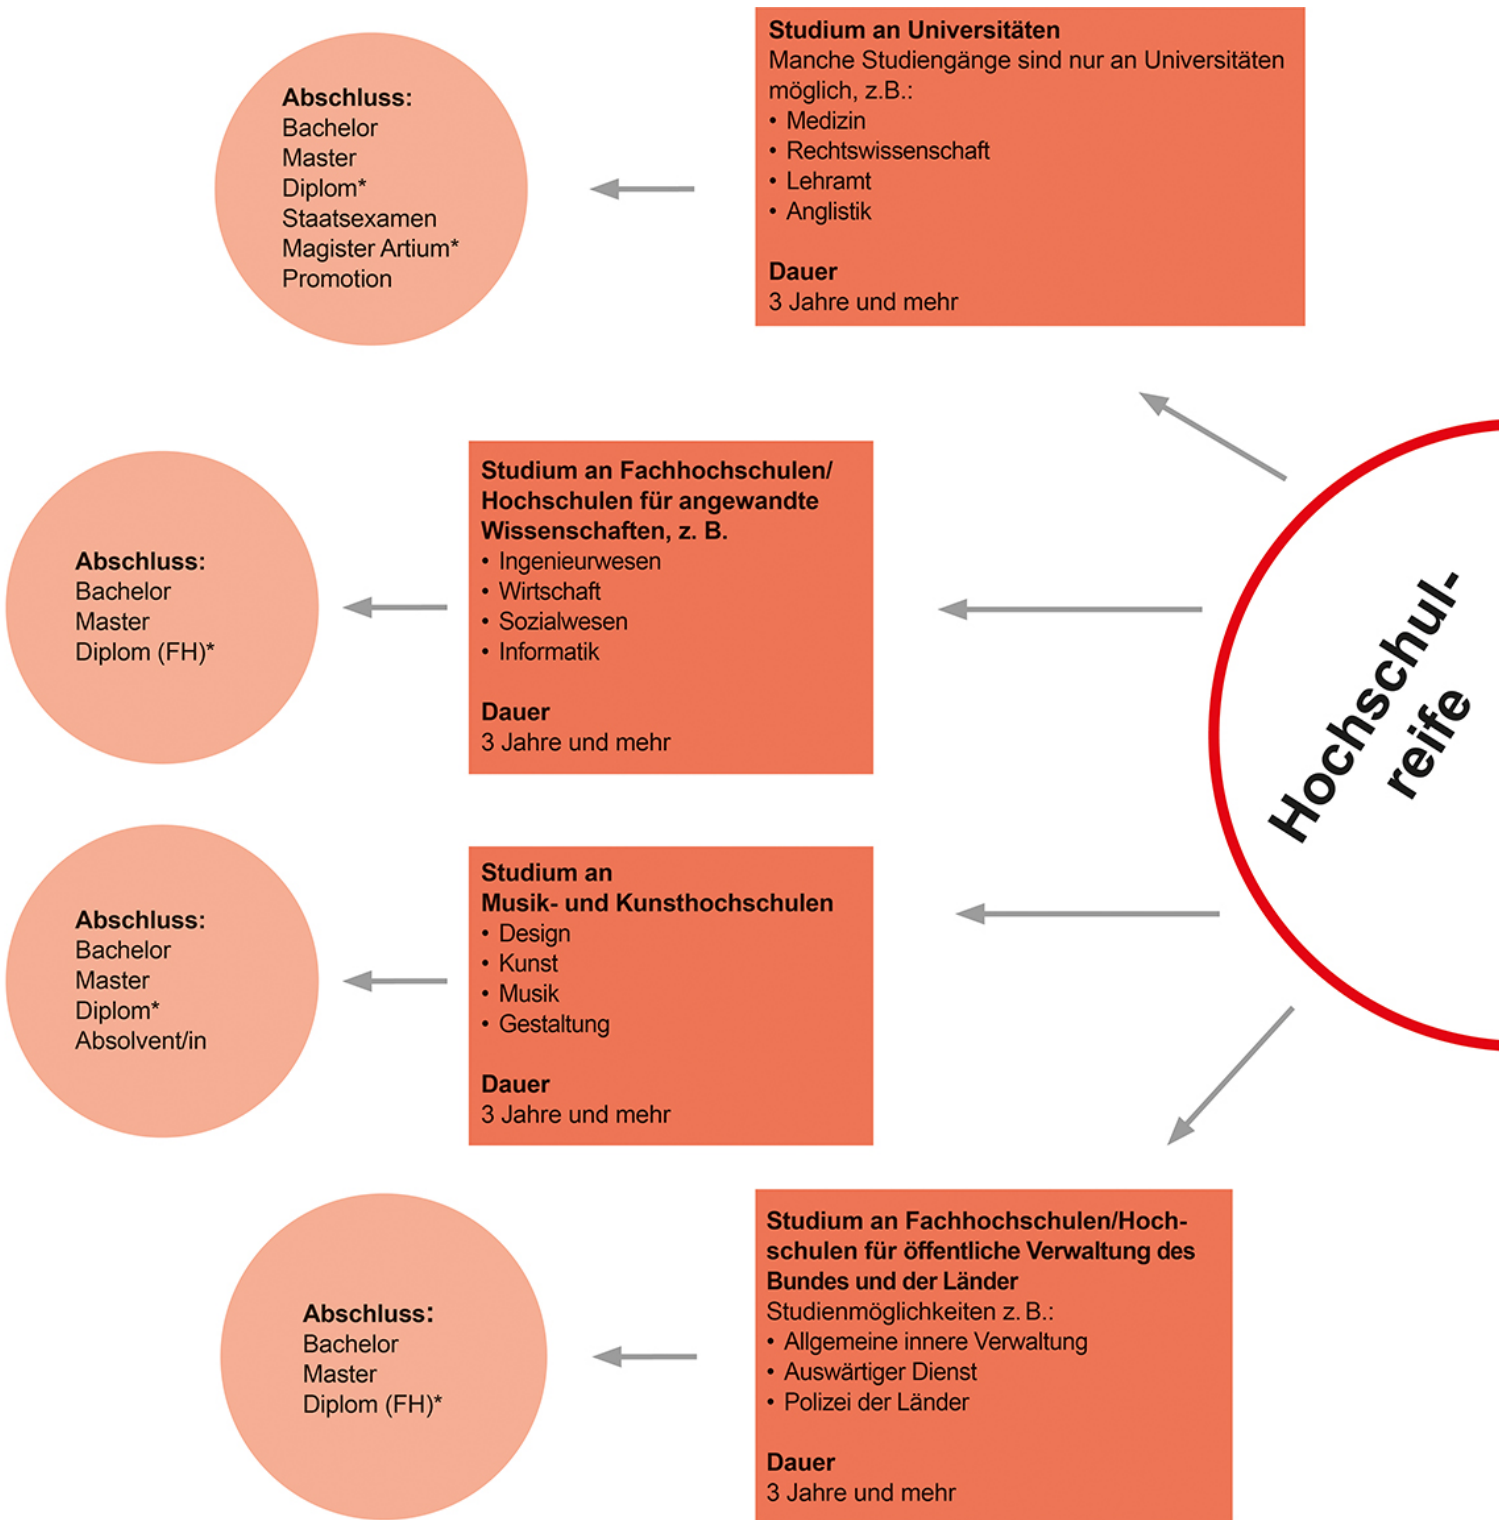 Studium an Universitäten
Manche Studiengänge sind nur an Universitäten
möglich, z.B.:
• Medizin
• Rechtswissenschaft
• Lehramt
• Anglistik
Dauer
3 Jahre und mehr
Abschluss:
Bachelor
Master
Diplom*
Staatsexamen
Magister Artium*
Promotion
Studium an Fachhochschulen/
Hochschulen für angewandte
Wissenschaften, z. B.
• Ingenieurwesen
• Wirtschaft
• Sozialwesen
• Informatik
Dauer
3 Jahre und mehr
Abschluss:
Bachelor
Master
Diplom (FH)*
Hochschul-
reife
Studium an
Musik- und Kunsthochschulen
• Design
• Kunst
• Musik
• Gestaltung
Dauer
3 Jahre und mehr
Abschluss:
Bachelor
Master
Diplom*
Absolvent/in
Studium an Fachhochschulen/Hoch-
schulen für öffentliche Verwaltung des
Bundes und der Länder
Studienmöglichkeiten z. B.:
• Allgemeine innere Verwaltung
• Auswärtiger Dienst
• Polizei der Länder
Dauer
3 Jahre und mehr
Abschluss:
Bachelor
Master
Diplom (FH)*